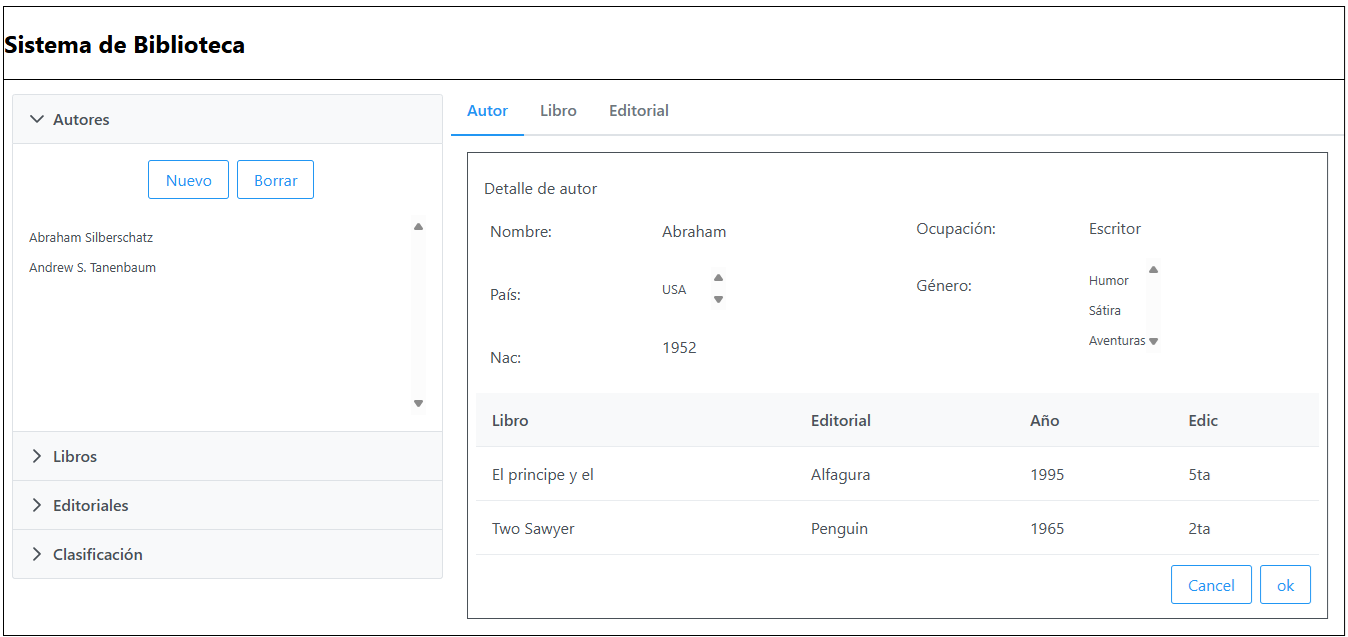 Sistema de Biblioteca
Autores
Nuevo Borrar
Abraham Silberschatz
Andrew S. Tanenbaum
Libros
Editoriales
Clasificación
Autor Libro Editorial
Detalle de autor
Nombre: Abraham Ocupación: Escritor
País: USA Género: Humor
Sátira
Aventuras
Nac: 1952
Libro Editorial Año Edic
El principe y el Alfagura 1995 5ta
Two Sawyer Penguin 1965 2ta
Cancel ok